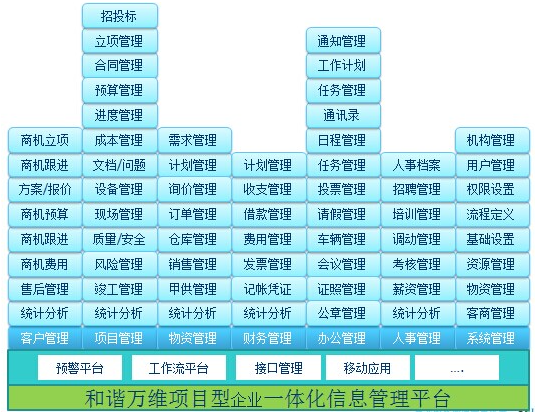 招投标
立项管理 通知管理
合同管理 工作计划
预算管理 任务管理
进度管理 通讯录
商机立项 成本管理 需求管理 日程管理 机构管理
商机跟进 文档/问题 计划管理 计划管理 任务管理 人事档案 用户管理
方案/报价 设备管理 询价管理 收支管理 投票管理 招聘管理 权限设置
商机预算 现场管理 订单管理 借款管理 请假管理 培训管理 流程定义
商机跟进 质量/安全 仓库管理 费用管理 车辆管理 调动管理 基础设置
商机费用 风险管理 销售管理 发票管理 会议管理 考核管理 资源管理
售后管理 竣工管理 甲供管理 记帐凭证 证照管理 薪资管理 物资管理
统计分析 统计分析 统计分析 统计分析 公章管理 统计分析 客商管理
客户管理 项目管理 物资管理 财务管理 办公管理 人事管理 系统管理
预警平台 工作流平台 接口管理 移动应用 ....
和谐万维项目型企业一体化信息管理平台